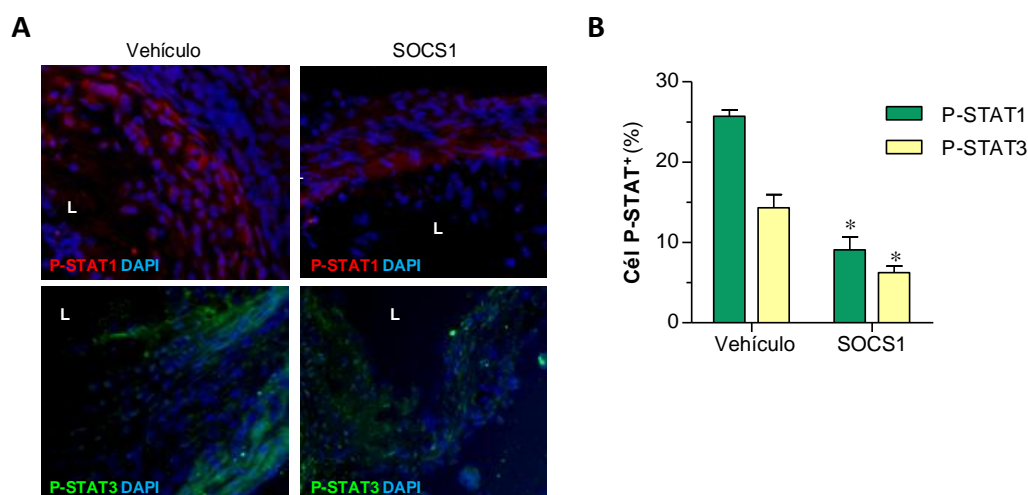 A
Vehículo
SOCS1
L
P-STAT1 DAPI
L
P-STAT1 DAPI
L
P-STAT3 DAPI
L
P-STAT3 DAPI
B
Cél P-STAT⁺ (%)
30
20
10
0
P-STAT1
P-STAT3
*
*
Vehículo
SOCS1